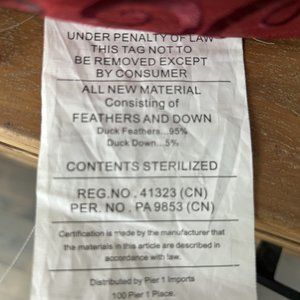 UNDER PENALTY OF LAW
THIS TAG NOT TO
BE REMOVED EXCEPT
BY CONSUMER
ALL NEW MATERIAL
Consisting of
FEATHERS AND DOWN
Duck Feathers...95%
Duck Down...5%
CONTENTS STERILIZED
REG.NO. 41323 (CN)
PER. NO. PA9853 (CN)
Certification is made by the manufacturer that
the materials in this article are described in
accordance with law.
Distributed by Pier 1 Imports
100 Pier 1 Place.